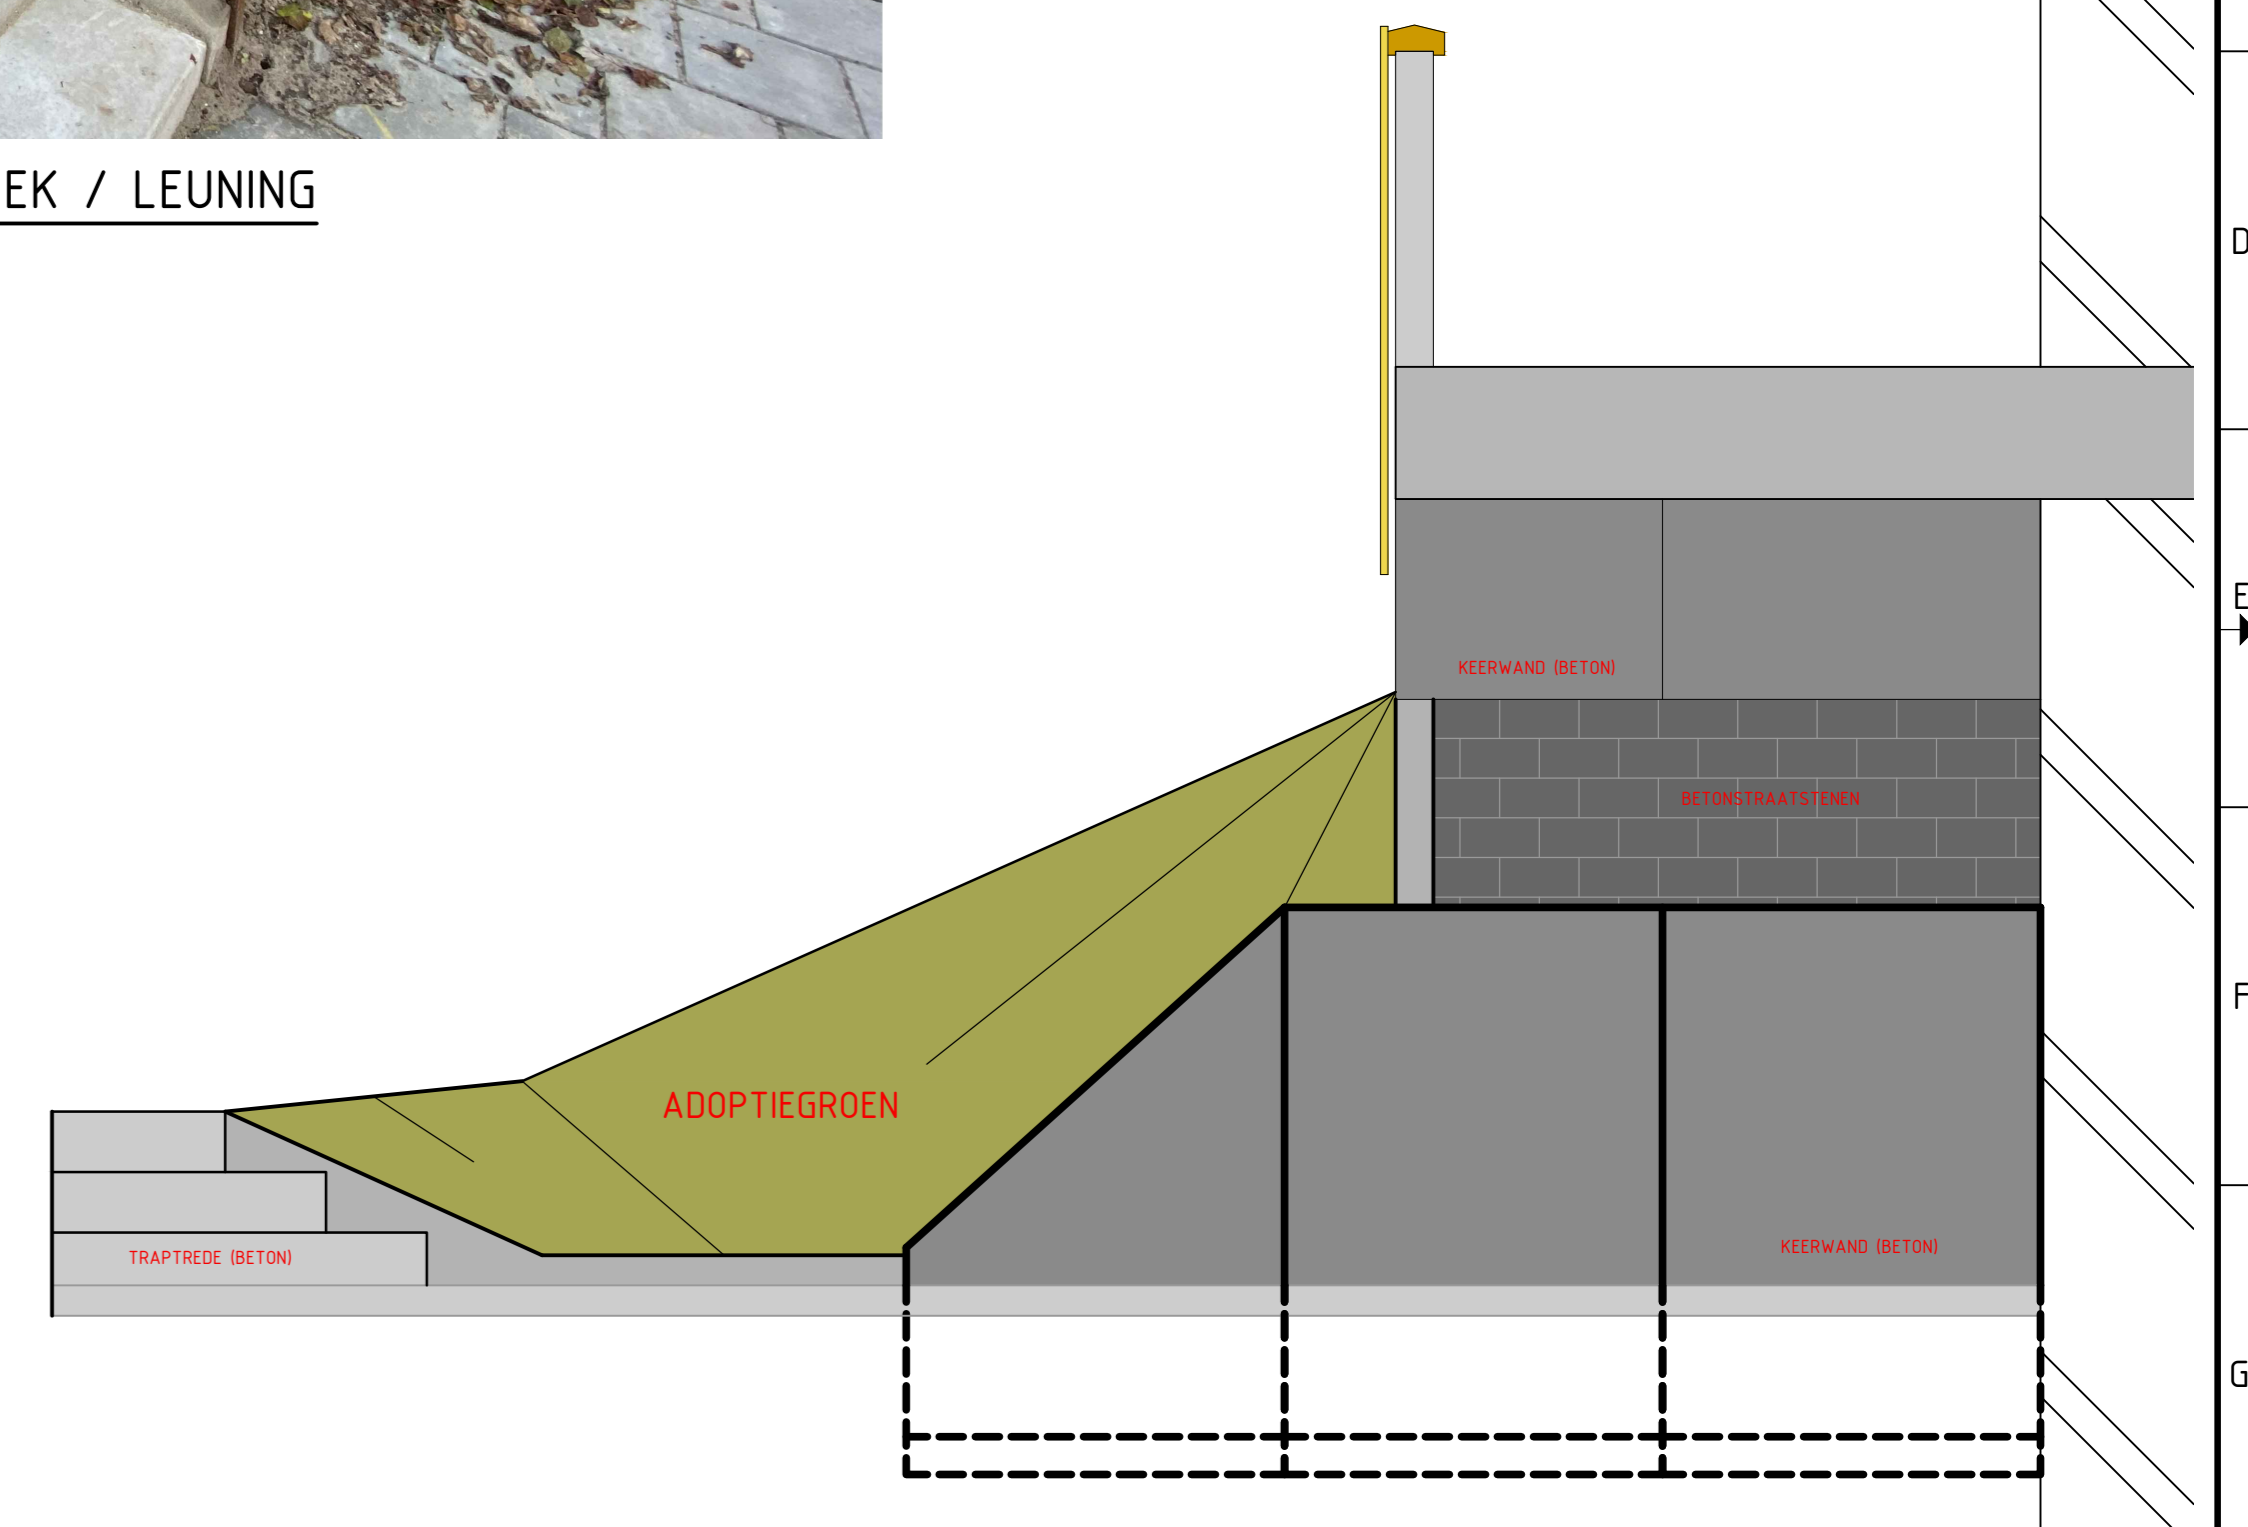 EK / LEUNING
D
E
KEERWAND (BETON)
BETONSTRAATSTENEN
F
ADOPTIEGROEN
KEERWAND (BETON)
TRAPTREDE (BETON)
G